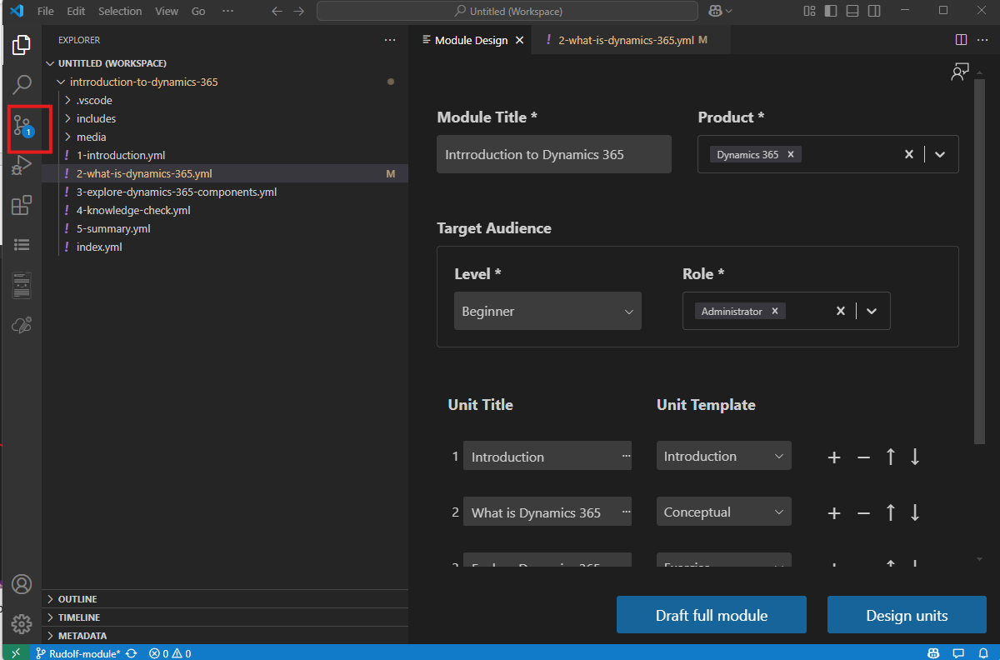 File Edit Selection View Go ··· Untitled (Workspace)
EXPLORER ···
UNTITLED (WORKSPACE)
intrroduction-to-dynamics-365
.vscode
includes
media
! 1-introduction.yml
! 2-what-is-dynamics-365.yml M
! 3-explore-dynamics-365-components.yml
! 4-knowledge-check.yml
! 5-summary.yml
! index.yml
OUTLINE
TIMELINE
METADATA
1
Module Design ! 2-what-is-dynamics-365.yml M ···
Module Title * Product *
Intrroduction to Dynamics 365 Dynamics 365
Target Audience
Level * Role *
Beginner Administrator
Unit Title Unit Template
1 Introduction ··· Introduction
2 What is Dynamics 365 ··· Conceptual
Draft full module Design units
Rudolf-module* 0 0